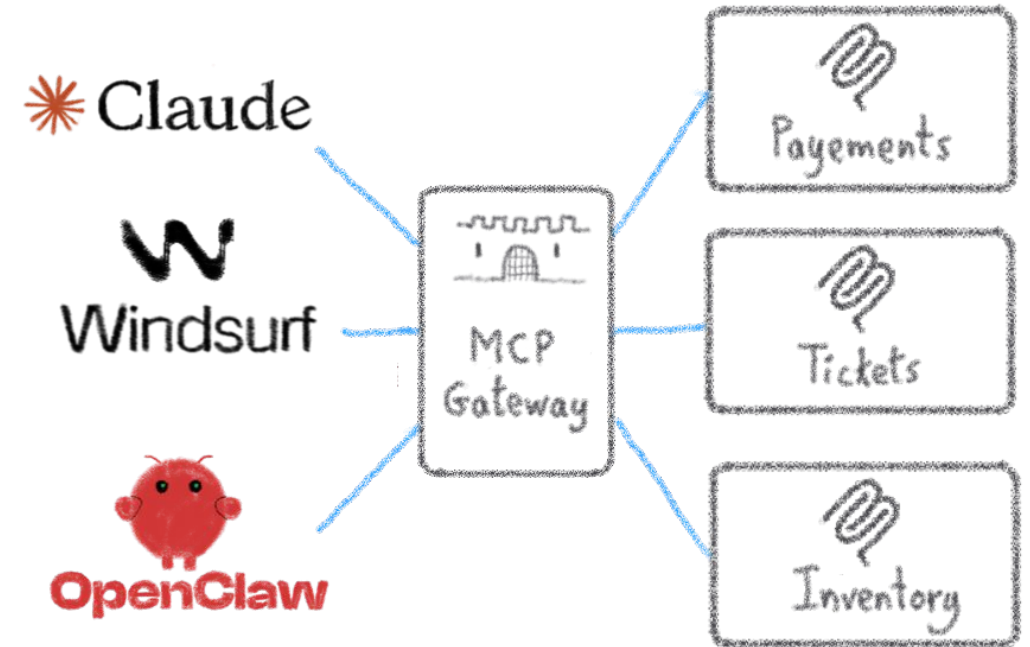 Claude
Windsurf
OpenClaw
MCP
Gateway
Payements
Tickets
Inventory